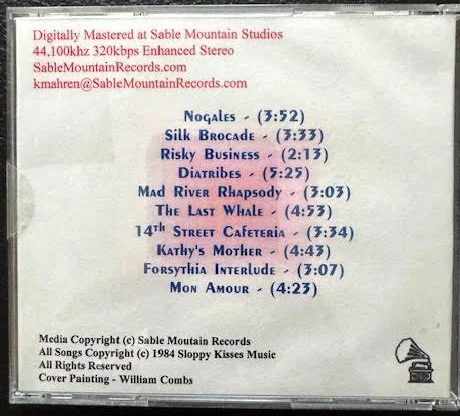 Digitally Mastered at Sable Mountain Studios
44,100khz 320kbps Enhanced Stereo
SableMountainRecords.com
kmahren@SableMountainRecords.com
Nogales - (3:52)
Silk Brocade - (3:33)
Risky Business - (2:13)
Diatribes - (5:25)
Mad River Rhapsody - (3:03)
The Last Whale - (4:53)
14th Street Cafeteria - (3:34)
Kathy's Mother - (4:43)
Forsythia Interlude - (3:07)
Mon Amour - (4:23)
Media Copyright (c) Sable Moutain Records
All Songs Copyright (c) 1984 Sloppy Kisses Music
All Rights Reserved
Cover Painting - William Combs